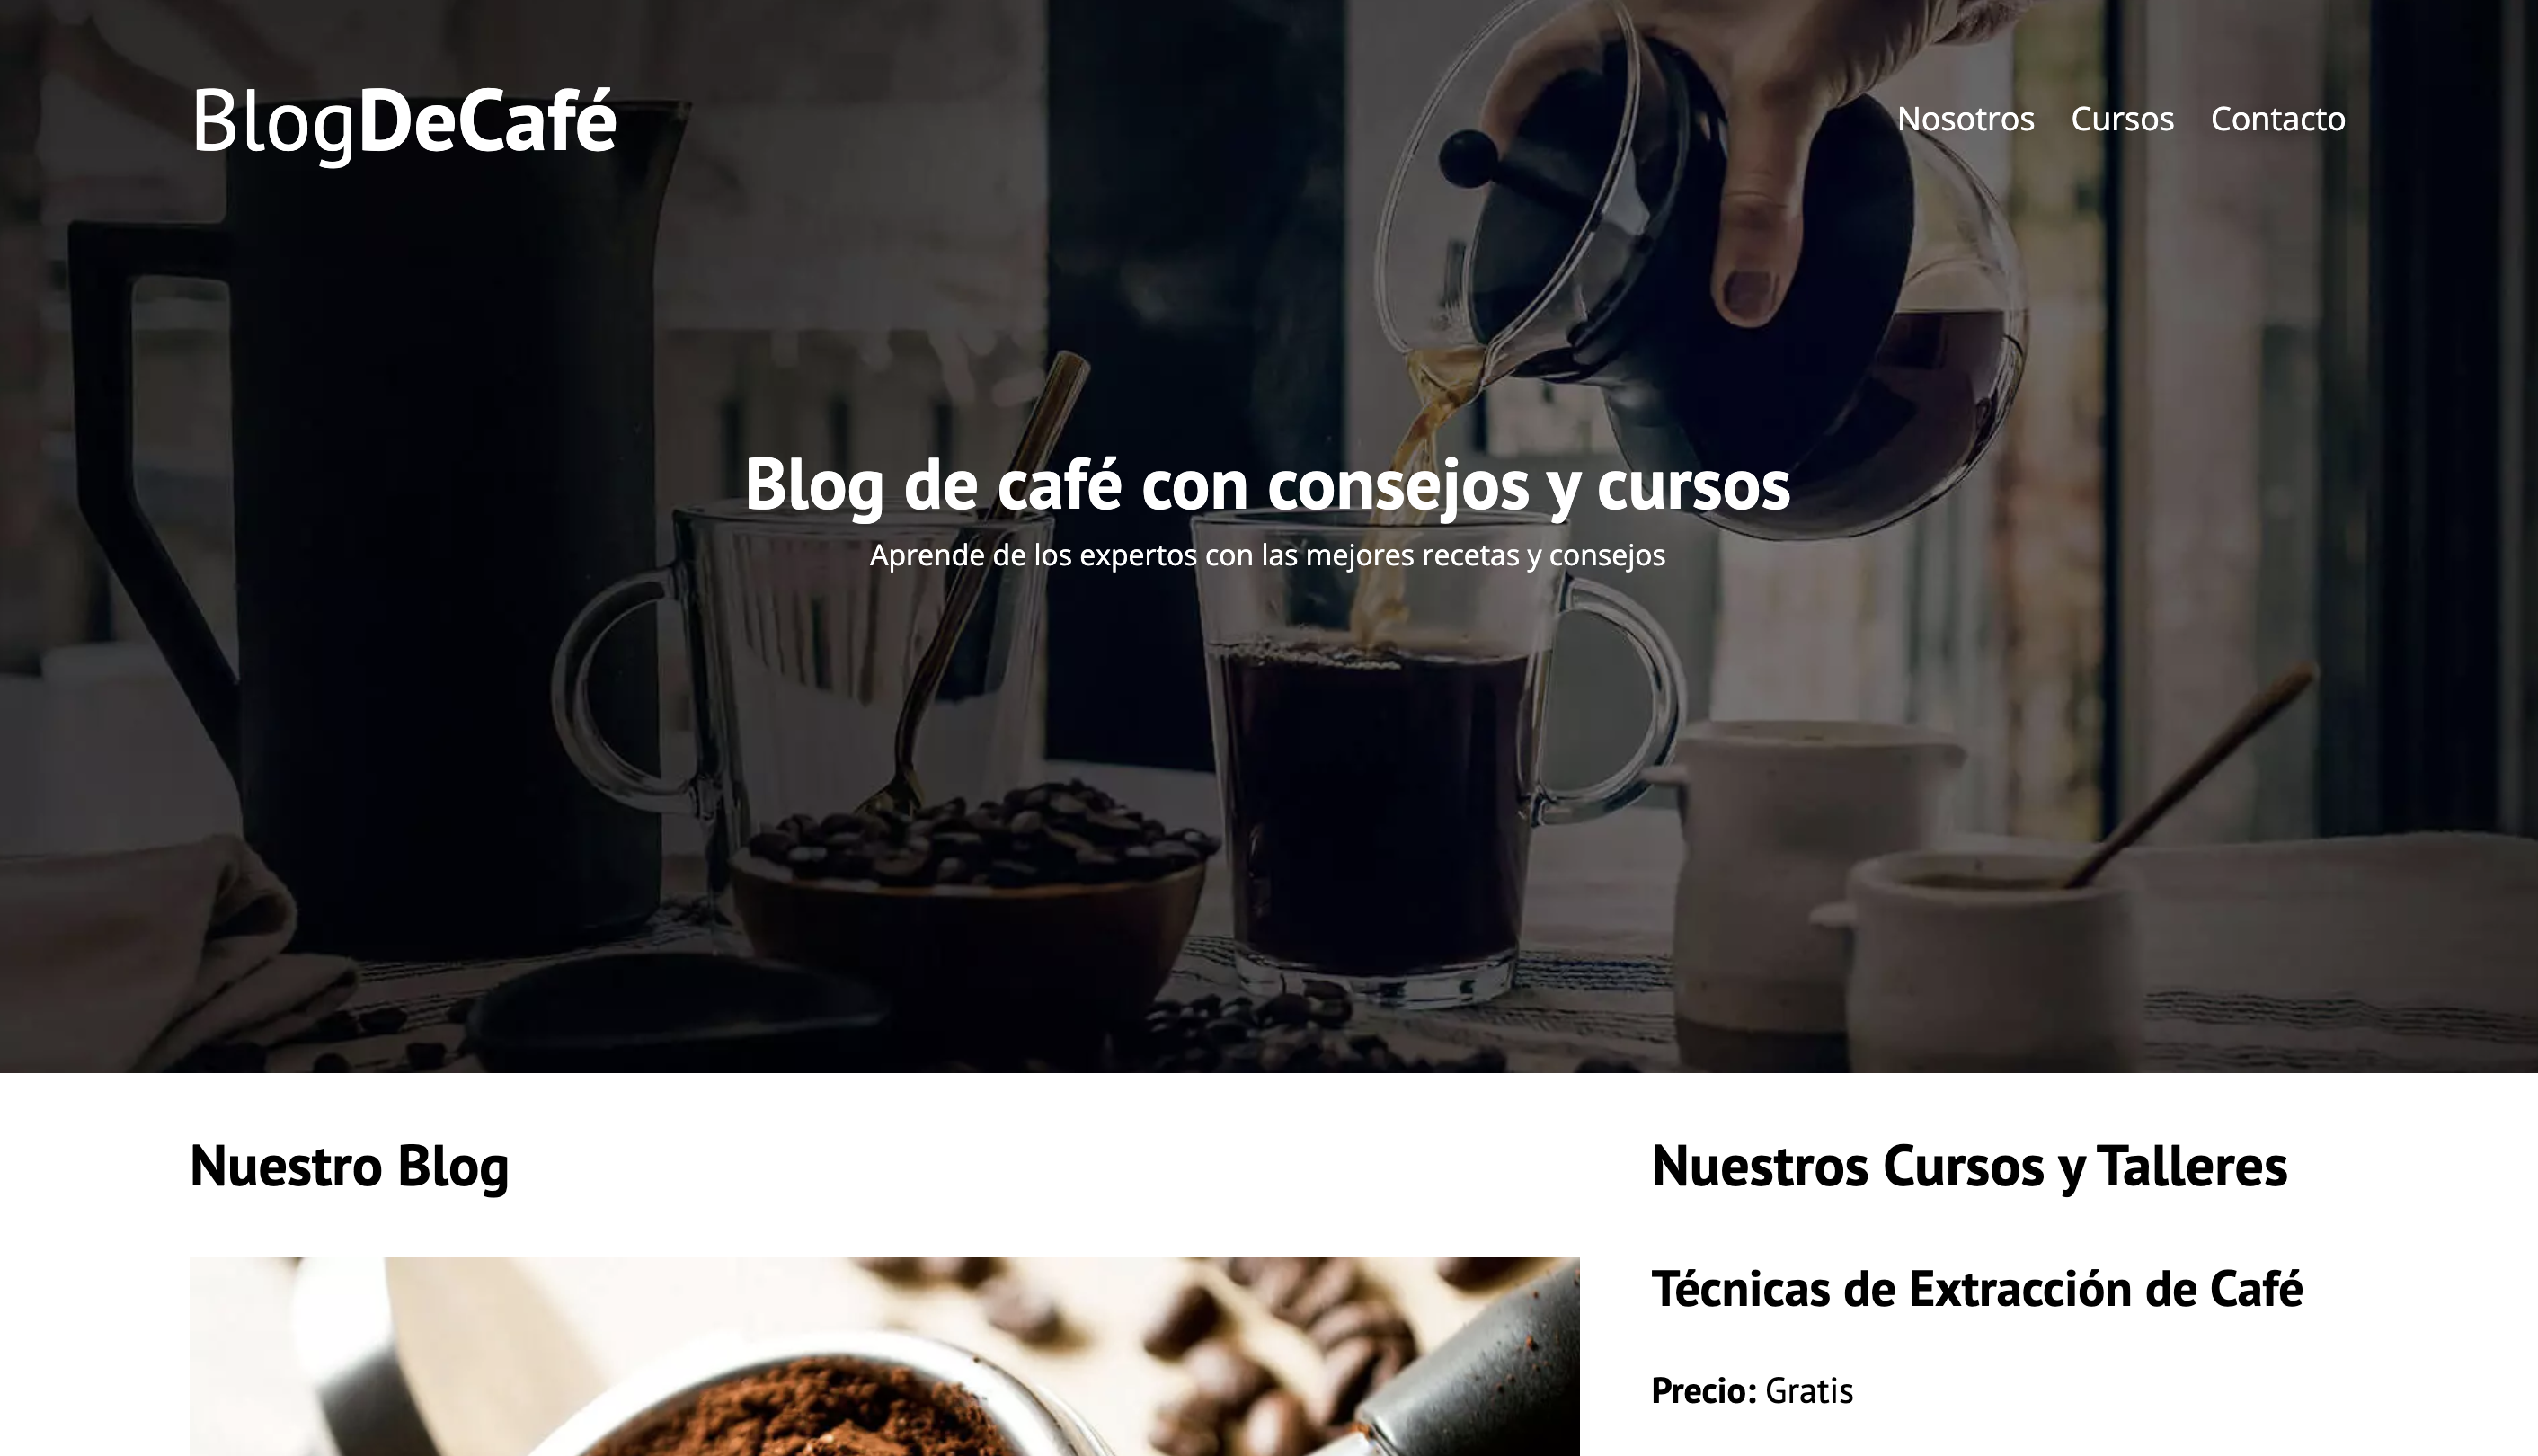 BlogDeCafé
Nosotros Cursos Contacto
Blog de café con consejos y cursos
Aprende de los expertos con las mejores recetas y consejos
Nuestro Blog
Nuestros Cursos y Talleres
Técnicas de Extracción de Café
Precio: Gratis